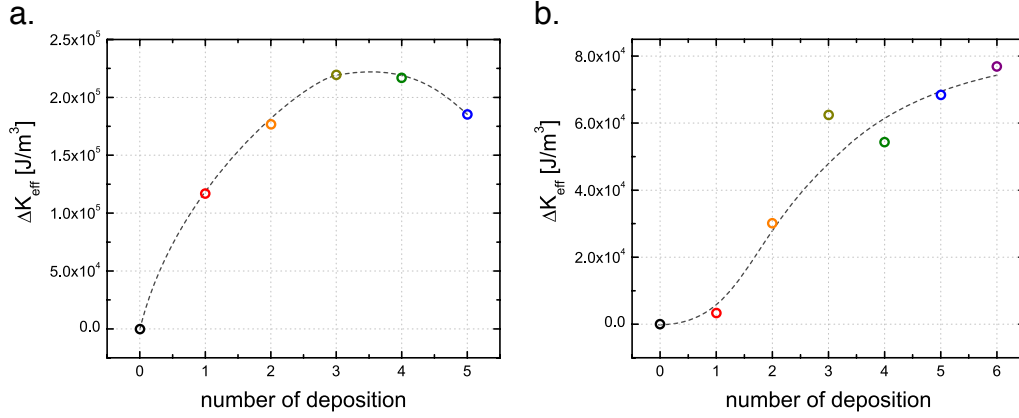 a.
ΔK_eff [J/m³]
2.5x10⁵
2.0x10⁵
1.5x10⁵
1.0x10⁵
5.0x10⁴
0.0
0 1 2 3 4 5
number of deposition
b.
ΔK_eff [J/m³]
8.0x10⁴
6.0x10⁴
4.0x10⁴
2.0x10⁴
0.0
0 1 2 3 4 5 6
number of deposition